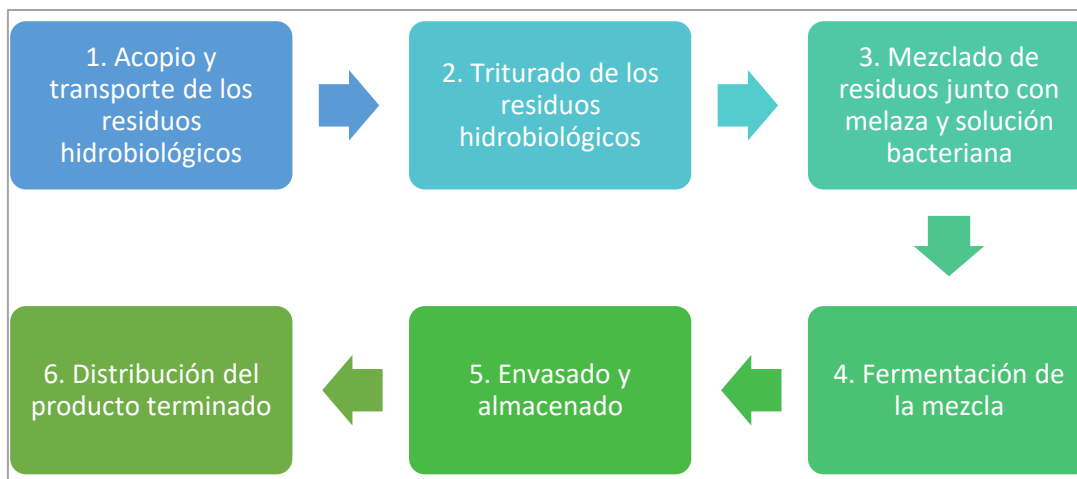 1. Acopio y
transporte de los
residuos
hidrobiológicos
2. Triturado de los
residuos
hidrobiológicos
3. Mezclado de
residuos junto con
melaza y solución
bacteriana
4. Fermentación de
la mezcla
5. Envasado y
almacenado
6. Distribución del
producto terminado